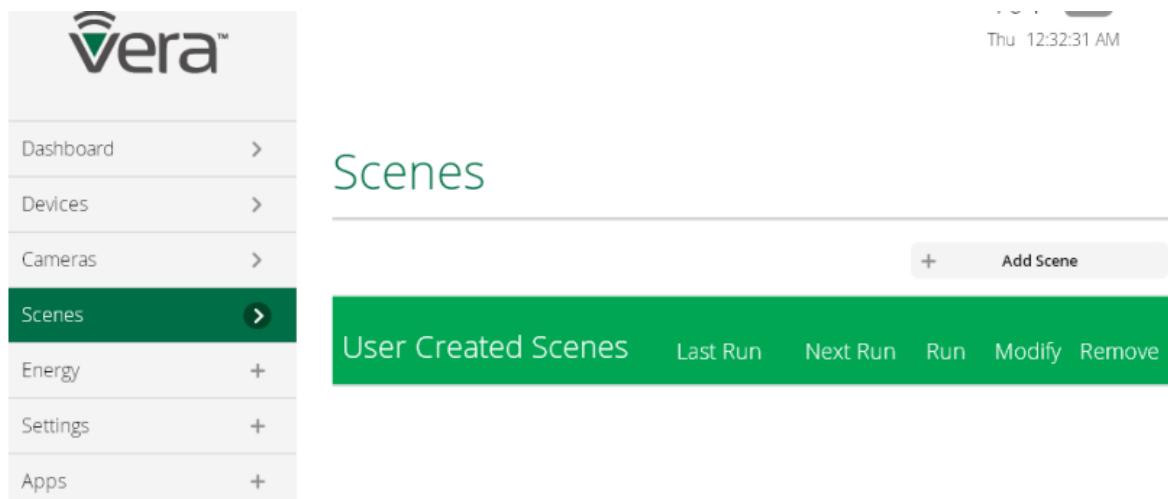 vera™
Thu 12:32:31 AM
Dashboard
Devices
Cameras
Scenes
Energy
Settings
Apps
Scenes
Add Scene
User Created Scenes Last Run Next Run Run Modify Remove